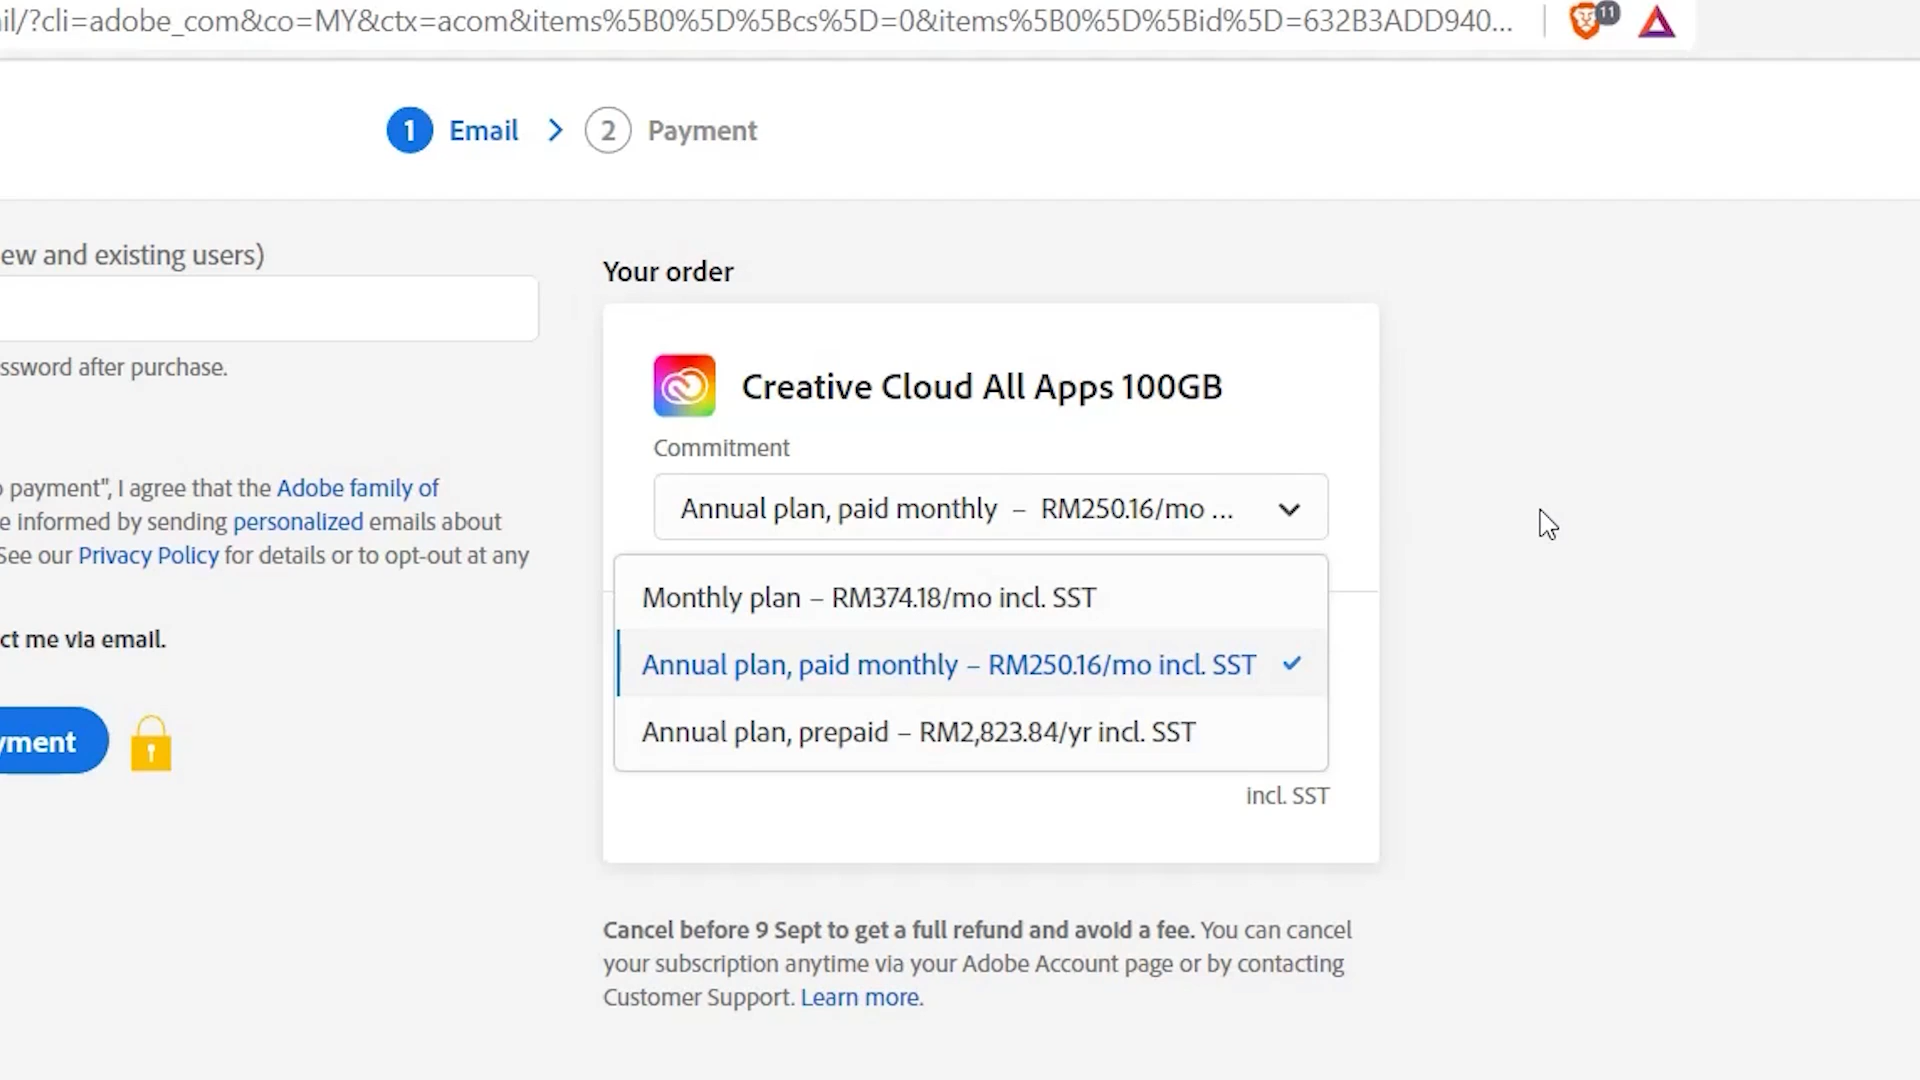 il/?cli=adobe_com&co=MY&ctx=acom&items%5B0%5D%5Bcs%5D=0&items%5B0%5D%5Bid%5D=632B3ADD940...
11
1 Email > 2 Payment
ew and existing users)
ssword after purchase.
o payment", I agree that the Adobe family of
e informed by sending personalized emails about
See our Privacy Policy for details or to opt-out at any
ct me via email.
yment
Your order
Creative Cloud All Apps 100GB
Commitment
Annual plan, paid monthly – RM250.16/mo ...
Monthly plan – RM374.18/mo incl. SST
Annual plan, paid monthly – RM250.16/mo incl. SST
Annual plan, prepaid – RM2,823.84/yr incl. SST
incl. SST
Cancel before 9 Sept to get a full refund and avoid a fee. You can cancel
your subscription anytime via your Adobe Account page or by contacting
Customer Support. Learn more.